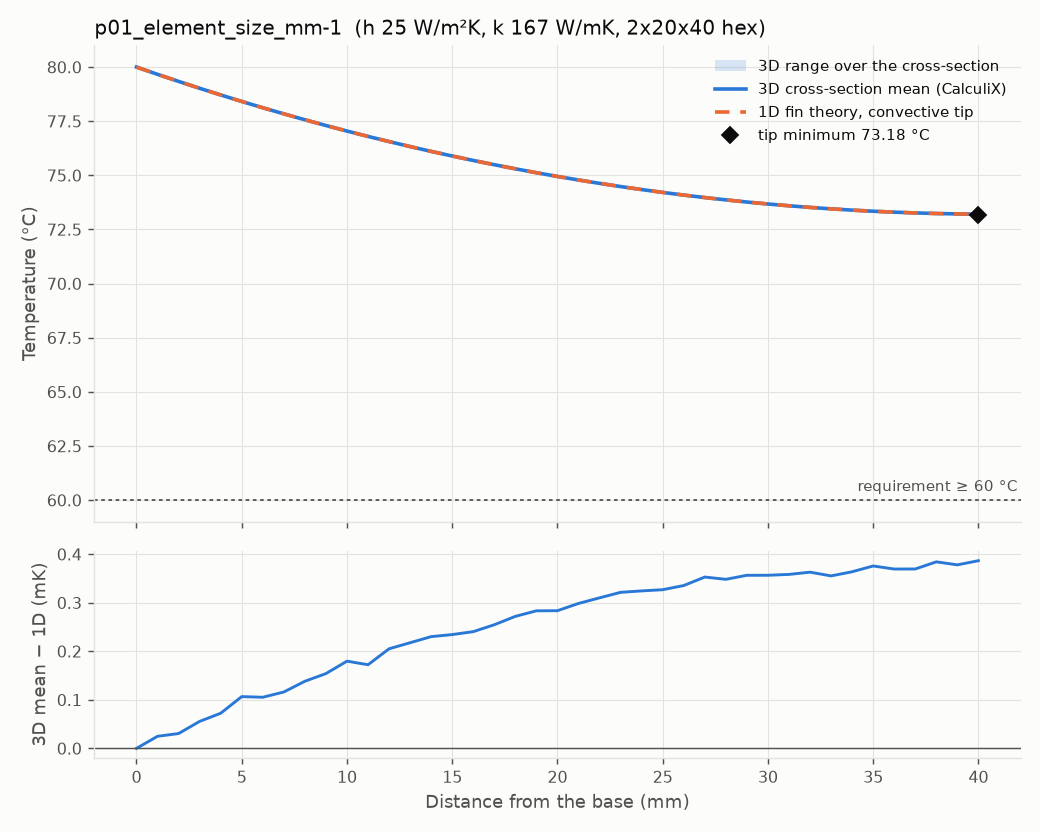 p01_element_size_mm-1  (h 25 W/m²K, k 167 W/mK, 2x20x40 hex)
3D range over the cross-section
3D cross-section mean (CalculiX)
1D fin theory, convective tip
tip minimum 73.18 °C
Temperature (°C)
80.0
77.5
75.0
72.5
70.0
67.5
65.0
62.5
60.0
requirement ≥ 60 °C
3D mean − 1D (mK)
0.4
0.3
0.2
0.1
0.0
0 5 10 15 20 25 30 35 40
Distance from the base (mm)